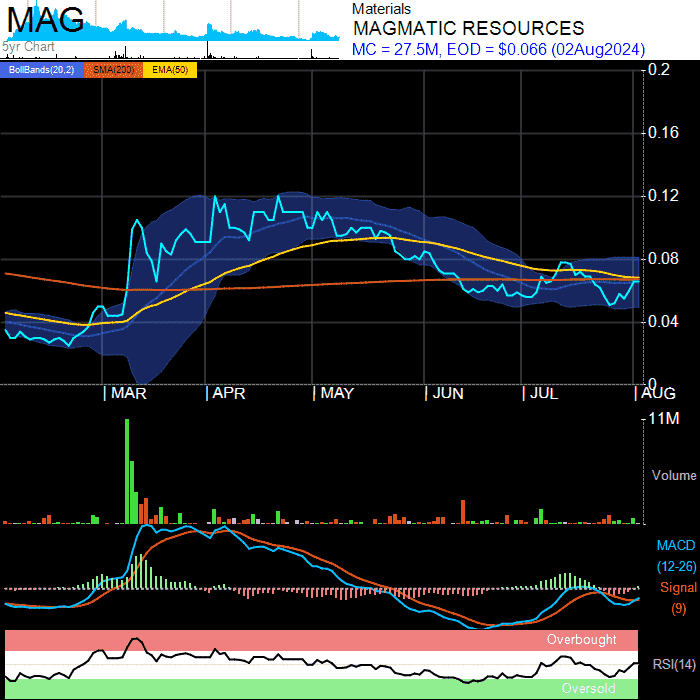 MAG
5yr Chart
Materials
MAGMATIC RESOURCES
MC = 27.5M, EOD = $0.066 (02Aug2024)
BollBands(20,2) SMA(200) EMA(50)
0.2
0.16
0.12
0.08
0.04
0
MAR APR MAY JUN JUL AUG
11M
Volume
MACD
(12-26)
Signal
(9)
Overbought
RSI(14)
Oversold